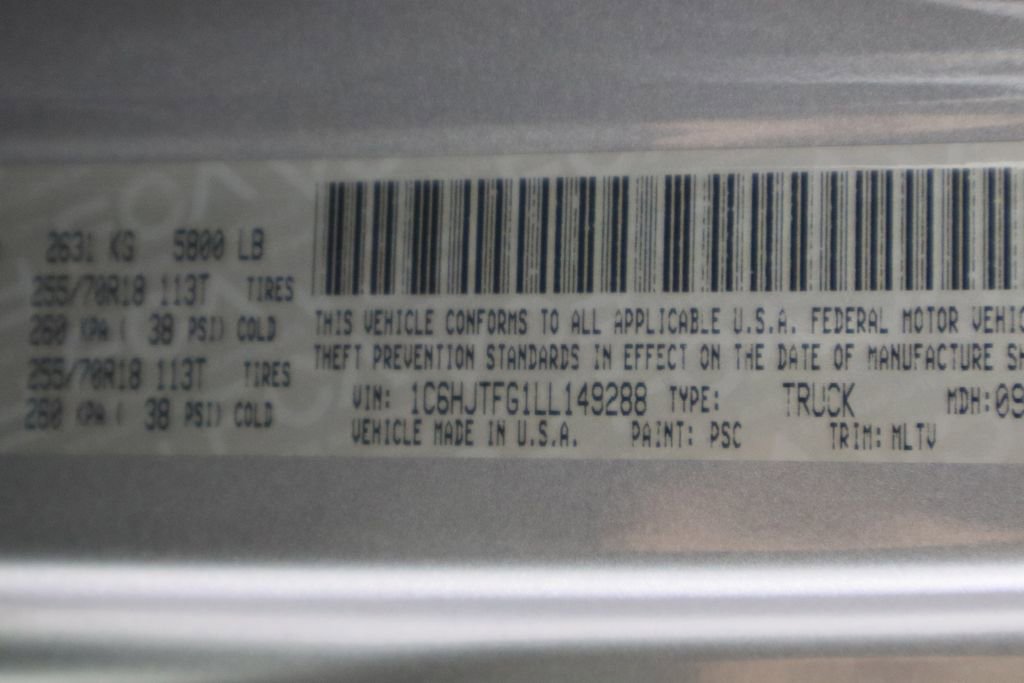 2631 KG 5800 LB
255/70R18 113T TIRES
260 KPA ( 38 PSI) COLD
255/70R18 113T TIRES
260 KPA ( 38 PSI) COLD
THIS VEHICLE CONFORMS TO ALL APPLICABLE U.S.A. FEDERAL MOTOR VEHIC
THEFT PREVENTION STANDARDS IN EFFECT ON THE DATE OF MANUFACTURE SH
VIN: 1C6HJTFG1LL149288 TYPE: TRUCK MDH: 09
VEHICLE MADE IN U.S.A. PAINT: PSC TRIM: MLTV